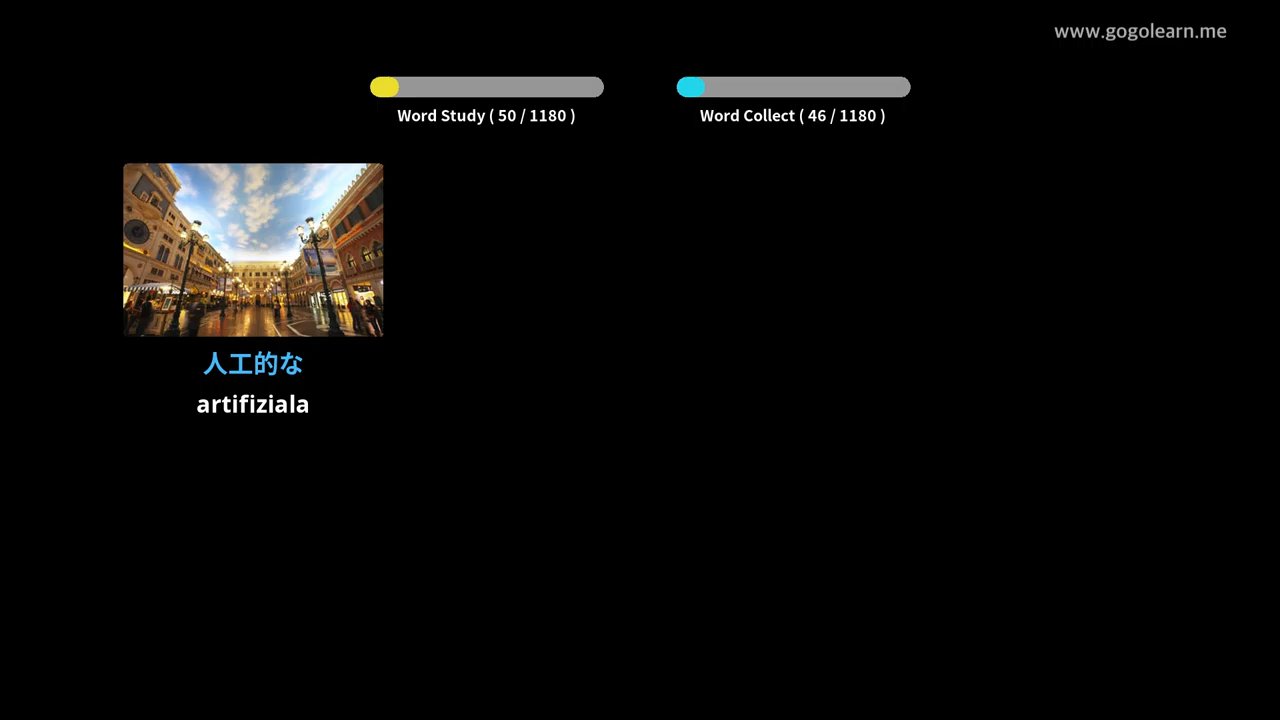 www.gogolearn.me
Word Study ( 50 / 1180 )
Word Collect ( 46 / 1180 )
人工的な
artifiziala